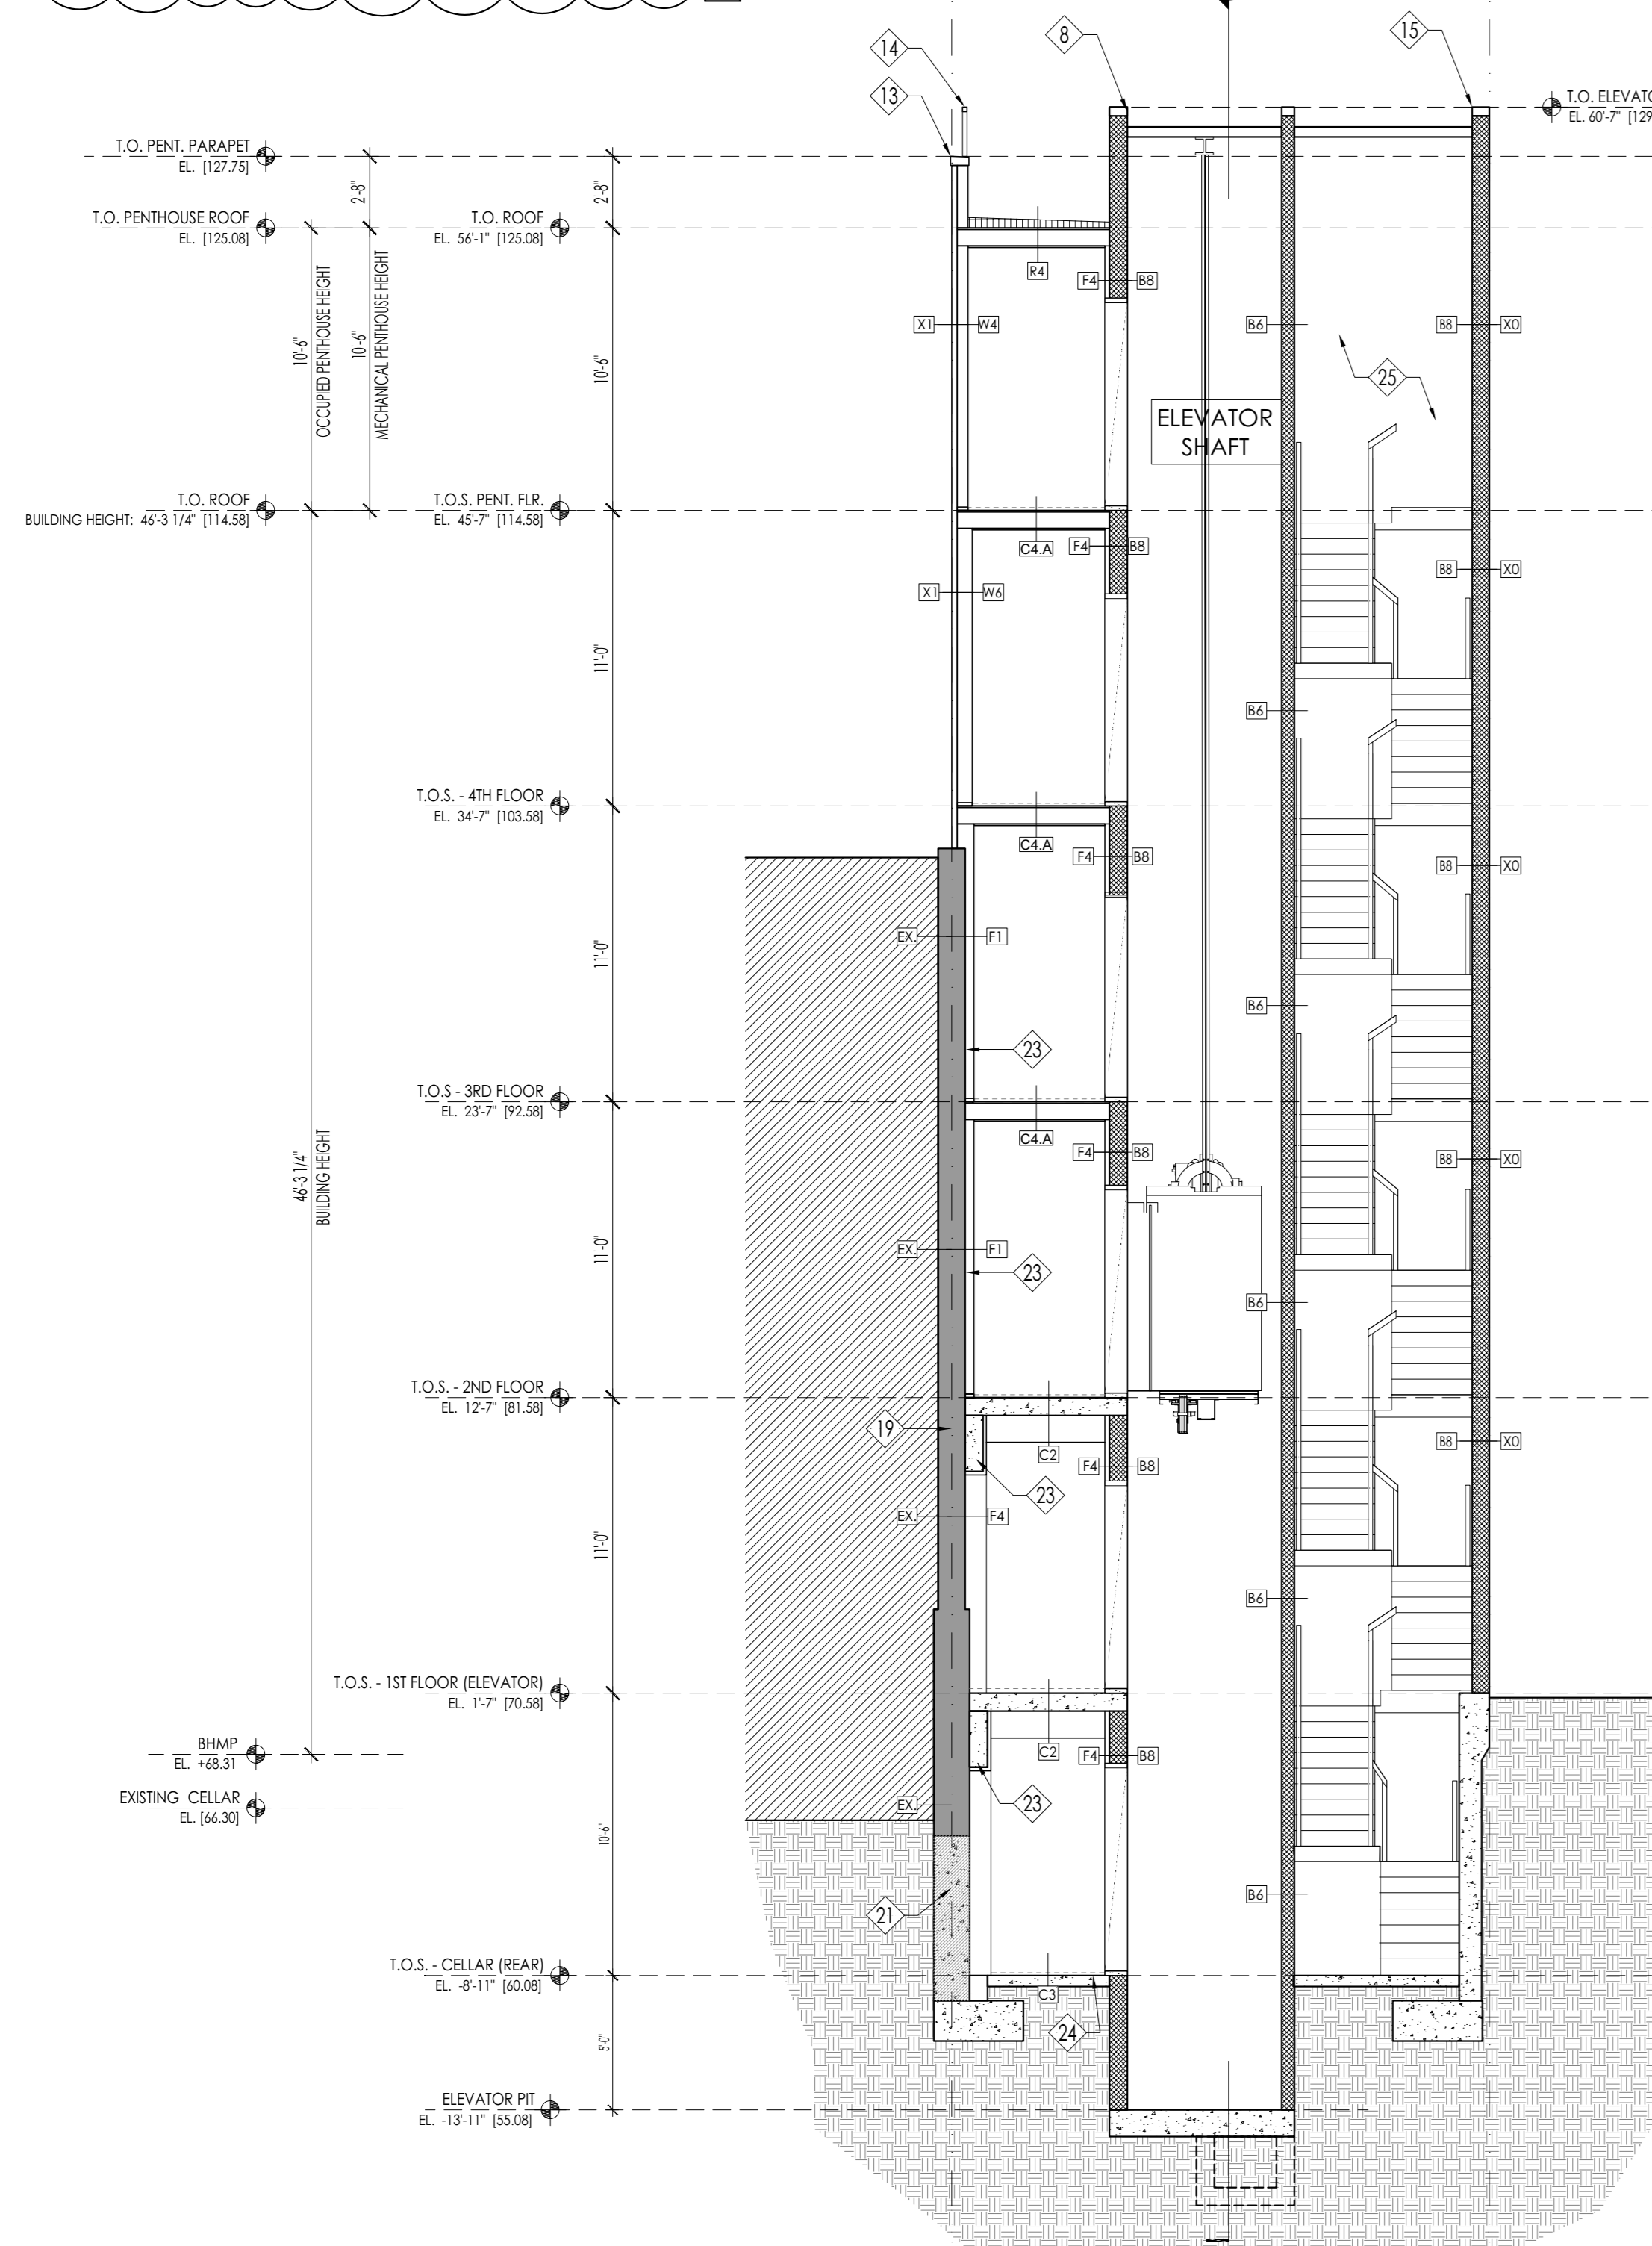 14
8
15
13
T.O. ELEVATO
EL. 60'-7" [129
T.O. PENT. PARAPET
EL. [127.75]
2'-8"
2'-8"
T.O. PENTHOUSE ROOF
EL. [125.08]
T.O. ROOF
EL. 56'-1" [125.08]
R4
F4
B8
10'-6"
OCCUPIED PENTHOUSE HEIGHT
10'-6"
MECHANICAL PENTHOUSE HEIGHT
10'-6"
X1
W4
B6
B8
X0
25
ELEVATOR
SHAFT
T.O. ROOF
BUILDING HEIGHT: 46'-3 1/4" [114.58]
T.O.S. PENT. FLR.
EL. 45'-7" [114.58]
C4.A
F4
B8
B8
X0
X1
W6
11'-0"
B6
T.O.S. - 4TH FLOOR
EL. 34'-7" [103.58]
C4.A
F4
B8
B8
X0
EX.
F1
11'-0"
B6
23
T.O.S - 3RD FLOOR
EL. 23'-7" [92.58]
C4.A
F4
B8
B8
X0
46'-3 1/4"
BUILDING HEIGHT
11'-0"
EX.
F1
23
B6
T.O.S. - 2ND FLOOR
EL. 12'-7" [81.58]
19
C2
F4
B8
B8
X0
23
EX.
F4
11'-0"
B6
T.O.S. - 1ST FLOOR (ELEVATOR)
EL. 1'-7" [70.58]
BHMP
EL. +68.31
C2
F4
B8
EXISTING CELLAR
EL. [66.30]
EX.
23
10'-6"
B6
21
T.O.S. - CELLAR (REAR)
EL. -8'-11" [60.08]
C3
24
5'-0"
ELEVATOR PIT
EL. -13'-11" [55.08]